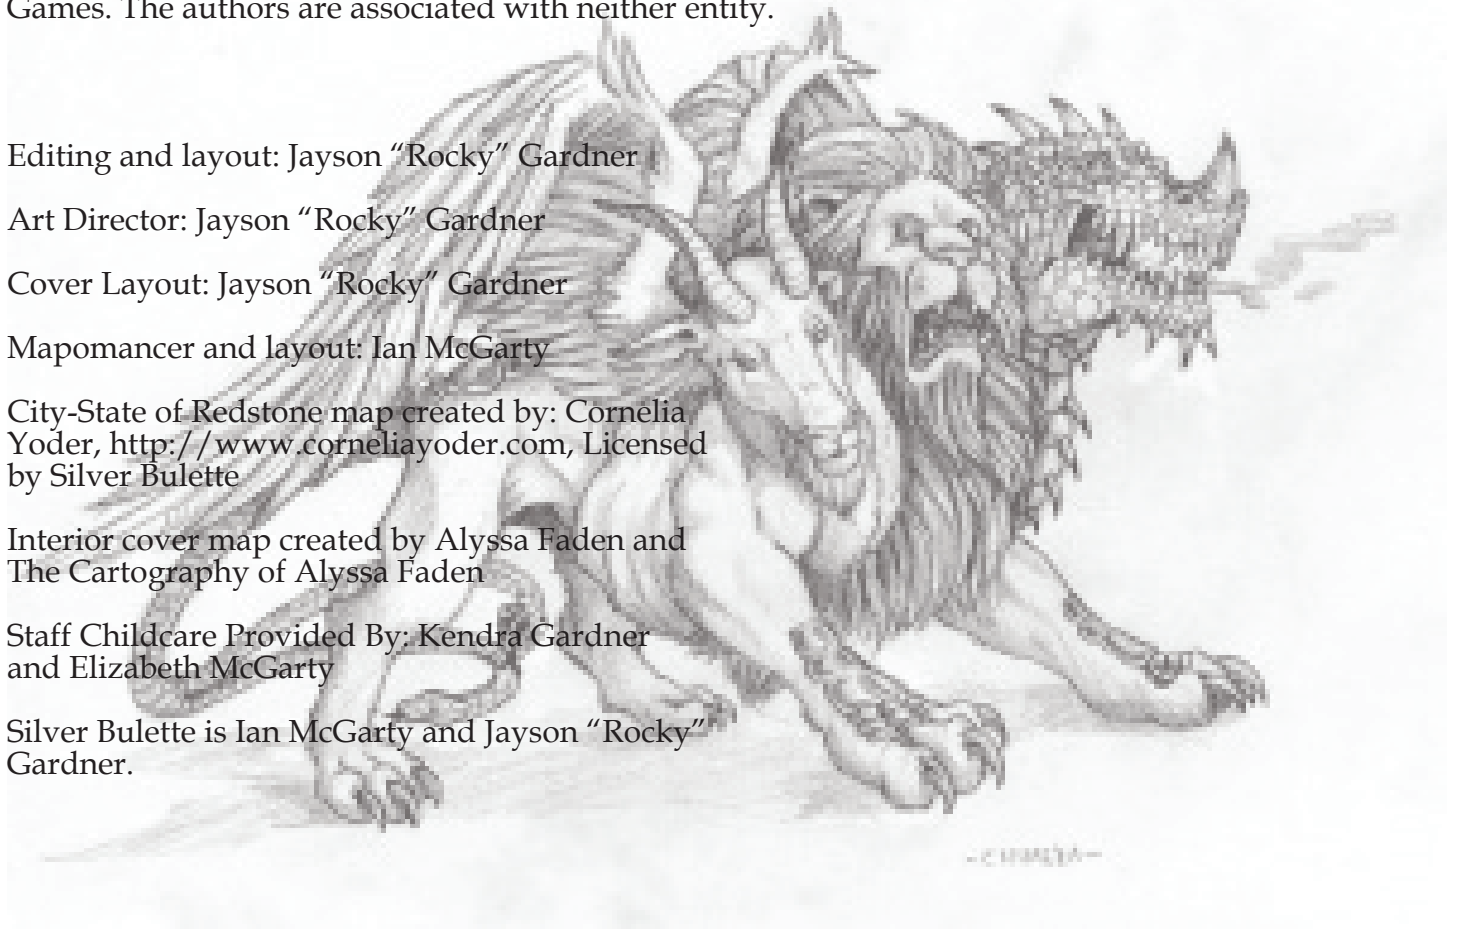 Games. The authors are associated with neither entity.
Editing and layout: Jayson “Rocky” Gardner
Art Director: Jayson “Rocky” Gardner
Cover Layout: Jayson “Rocky” Gardner
Mapomancer and layout: Ian McGarty
City-State of Redstone map created by: Cornelia
Yoder, http://www.corneliayoder.com, Licensed
by Silver Bulette
Interior cover map created by Alyssa Faden and
The Cartography of Alyssa Faden
Staff Childcare Provided By: Kendra Gardner
and Elizabeth McGarty
Silver Bulette is Ian McGarty and Jayson “Rocky”
Gardner.